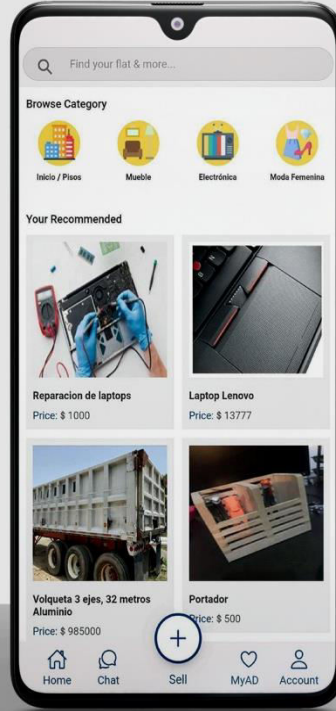 Find your flat & more...
Browse Category
Inicio / Pisos
Mueble
Electrónica
Moda Femenina
Your Recommended
Reparacion de laptops
Price: $ 1000
Laptop Lenovo
Price: $ 13777
Volqueta 3 ejes, 32 metros
Aluminio
Price: $ 985000
Portador
Price: $ 500
Home
Chat
Sell
MyAD
Account